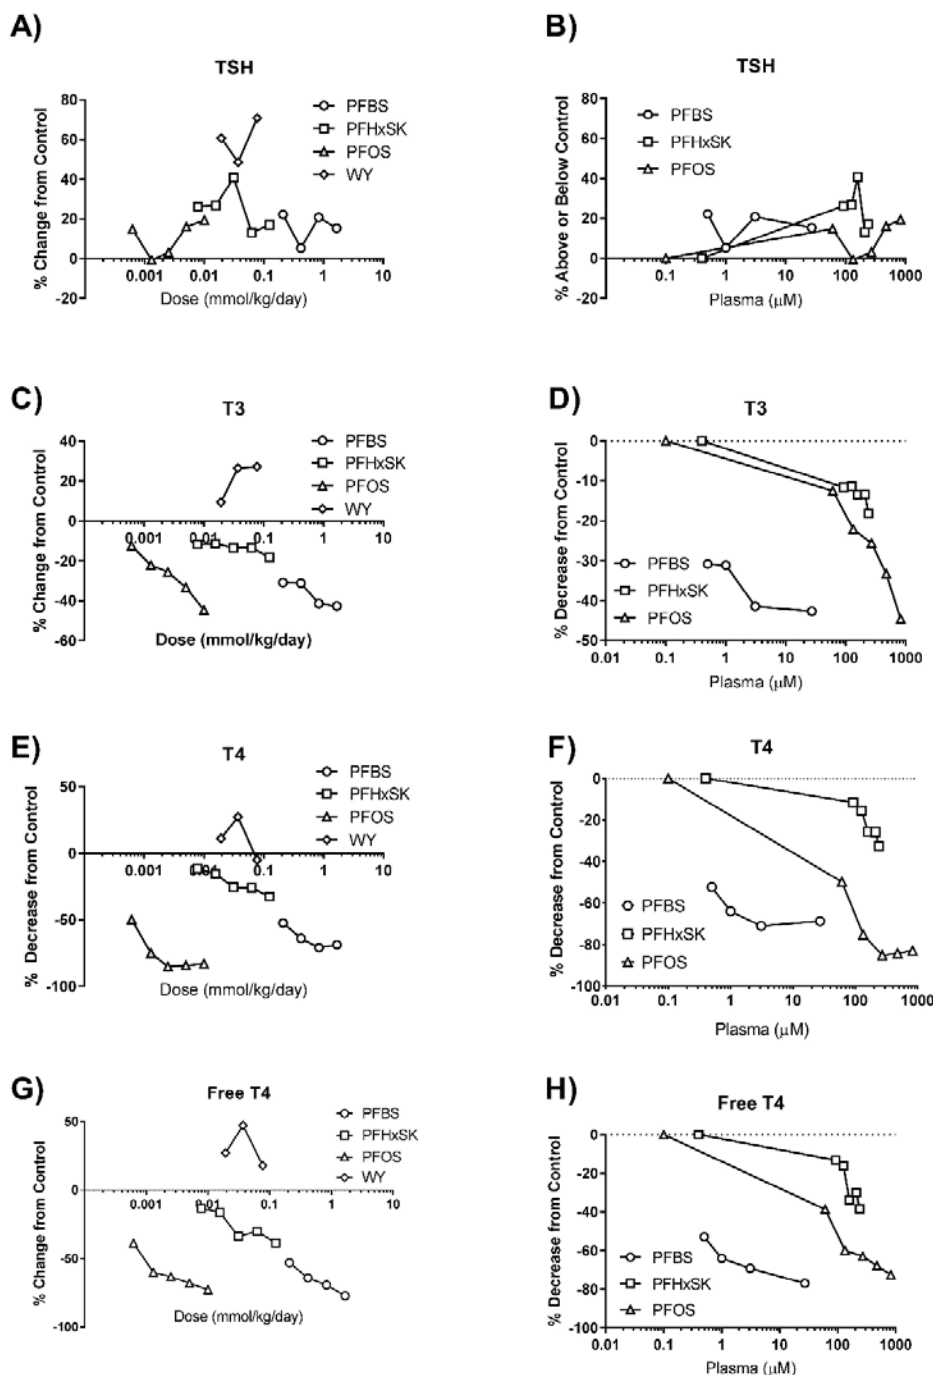 A)
TSH
% Change from Control
80
60
40
20
0
-20
0.001
0.01
0.1
1
10
Dose (mmol/kg/day)
PFBS
PFHxSK
PFOS
WY
B)
TSH
% Above or Below Control
80
60
40
20
0
-20
0.1
1
10
100
1000
Plasma (μM)
PFBS
PFHxSK
PFOS
C)
T3
% Change from Control
40
20
0
-20
-40
-60
0.001
0.01
0.1
1
10
Dose (mmol/kg/day)
PFBS
PFHxSK
PFOS
WY
D)
T3
% Decrease from Control
0
-10
-20
-30
-40
-50
0.01
0.1
1
10
100
1000
Plasma (μM)
PFBS
PFHxSK
PFOS
E)
T4
% Decrease from Control
50
0
-50
-100
0.001
0.01
0.1
1
10
Dose (mmol/kg/day)
PFBS
PFHxSK
PFOS
WY
F)
T4
% Decrease from Control
0
-20
-40
-60
-80
-100
0.01
0.1
1
10
100
1000
Plasma (μM)
PFBS
PFHxSK
PFOS
G)
Free T4
% Change from Control
50
0
-50
-100
0.001
0.01
0.1
1
10
Dose (mmol/kg/day)
PFBS
PFHxSK
PFOS
WY
H)
Free T4
% Decrease from Control
0
-20
-40
-60
-80
-100
0.01
0.1
1
10
100
1000
Plasma (μM)
PFBS
PFHxSK
PFOS